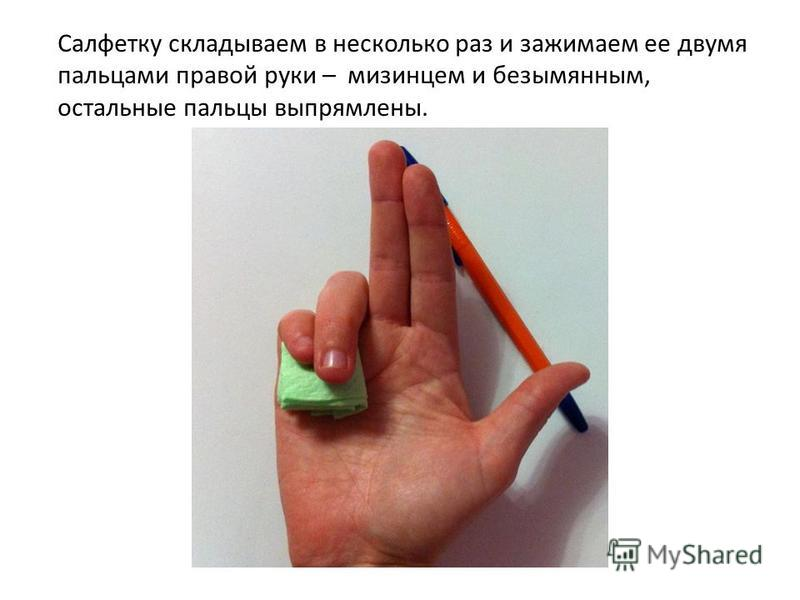 Салфетку складываем в несколько раз и зажимаем ее двумя
пальцами правой руки – мизинцем и безымянным,
остальные пальцы выпрямлены.
MyShared